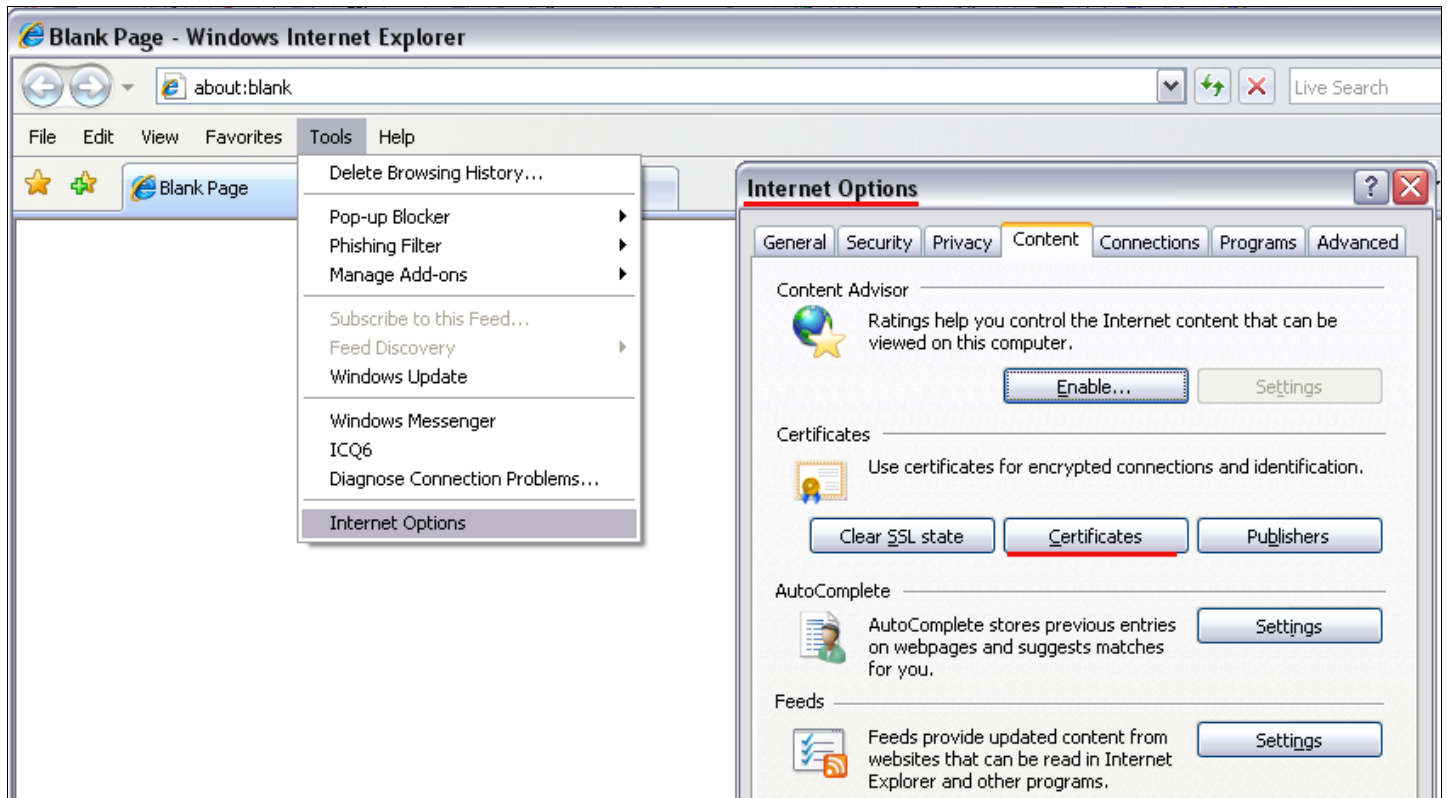 Blank Page - Windows Internet Explorer
about:blank
Live Search
File Edit View Favorites Tools Help
Blank Page
Delete Browsing History...
Pop-up Blocker
Phishing Filter
Manage Add-ons
Subscribe to this Feed...
Feed Discovery
Windows Update
Windows Messenger
ICQ6
Diagnose Connection Problems...
Internet Options
Internet Options
General Security Privacy Content Connections Programs Advanced
Content Advisor
Ratings help you control the Internet content that can be
viewed on this computer.
Enable... Settings
Certificates
Use certificates for encrypted connections and identification.
Clear SSL state Certificates Publishers
AutoComplete
AutoComplete stores previous entries
on webpages and suggests matches
for you.
Settings
Feeds
Feeds provide updated content from
websites that can be read in Internet
Explorer and other programs.
Settings